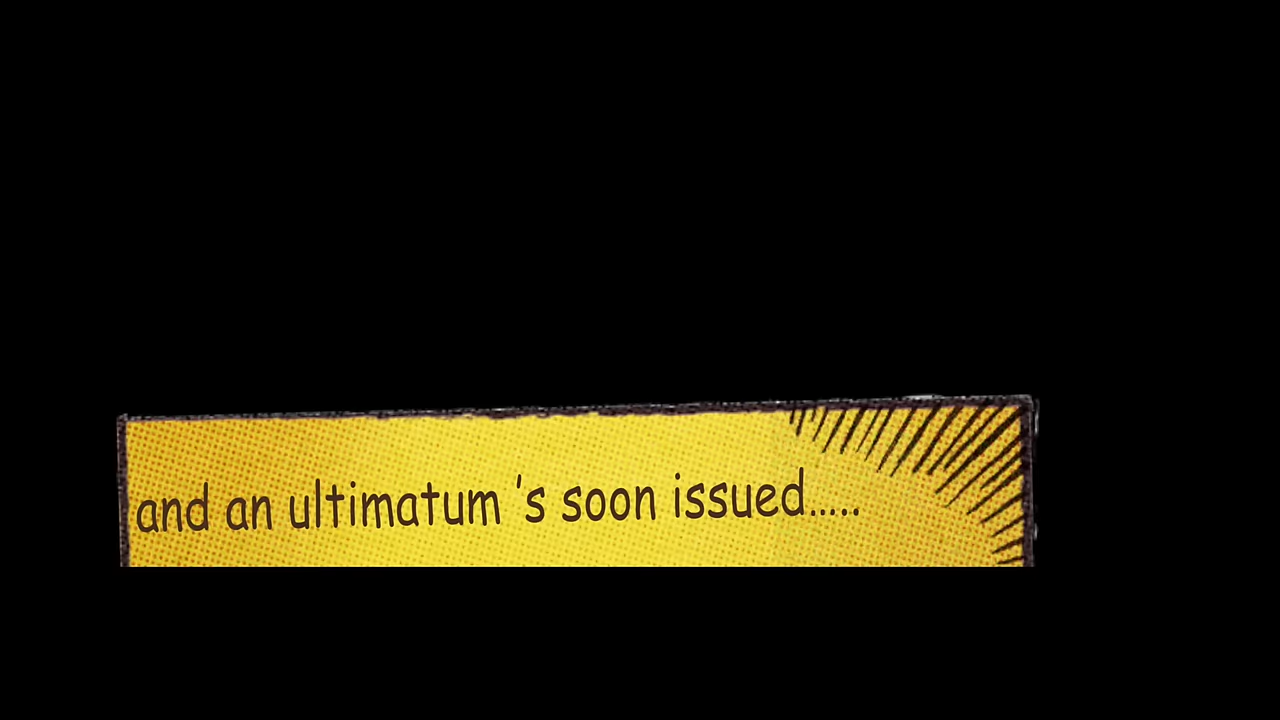 and an ultimatum 's soon issued.....